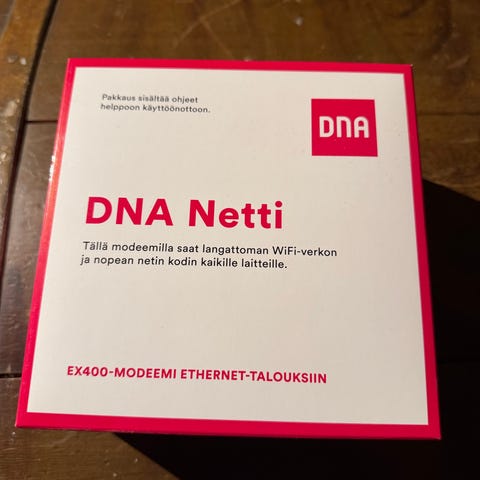 Pakkaus sisältää ohjeet
helppoon käyttöönottoon.
DNA
DNA Netti
Tällä modeemilla saat langattoman WiFi-verkon
ja nopean netin kodin kaikille laitteille.
EX400-MODEEMI ETHERNET-TALOUKSIIN